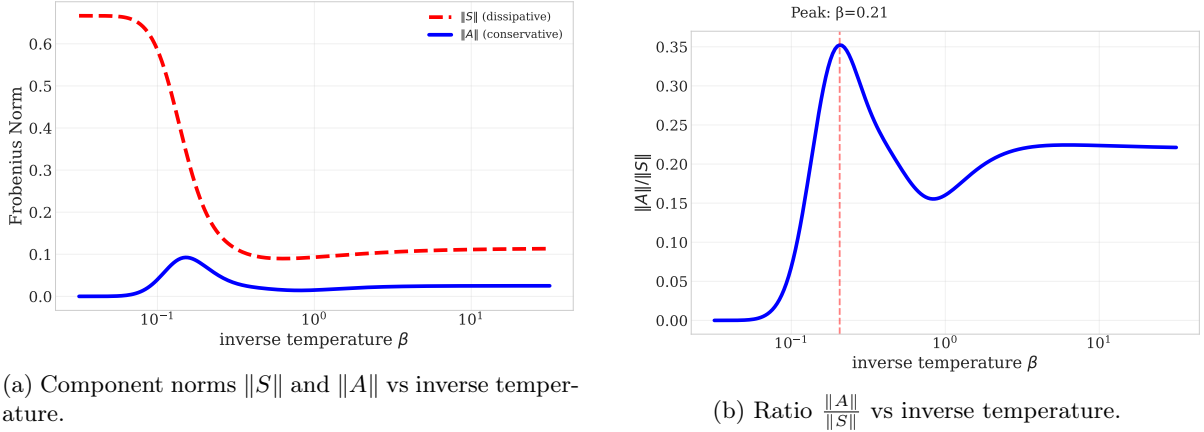 ‖S‖ (dissipative)
‖A‖ (conservative)
0.6
0.5
0.4
0.3
0.2
0.1
0.0
Frobenius Norm
10⁻¹ 10⁰ 10¹
inverse temperature β
(a) Component norms ‖S‖ and ‖A‖ vs inverse temper-
ature.
Peak: β=0.21
0.35
0.30
0.25
0.20
0.15
0.10
0.05
0.00
‖A‖/‖S‖
10⁻¹ 10⁰ 10¹
inverse temperature β
(b) Ratio ‖A‖/‖S‖ vs inverse temperature.